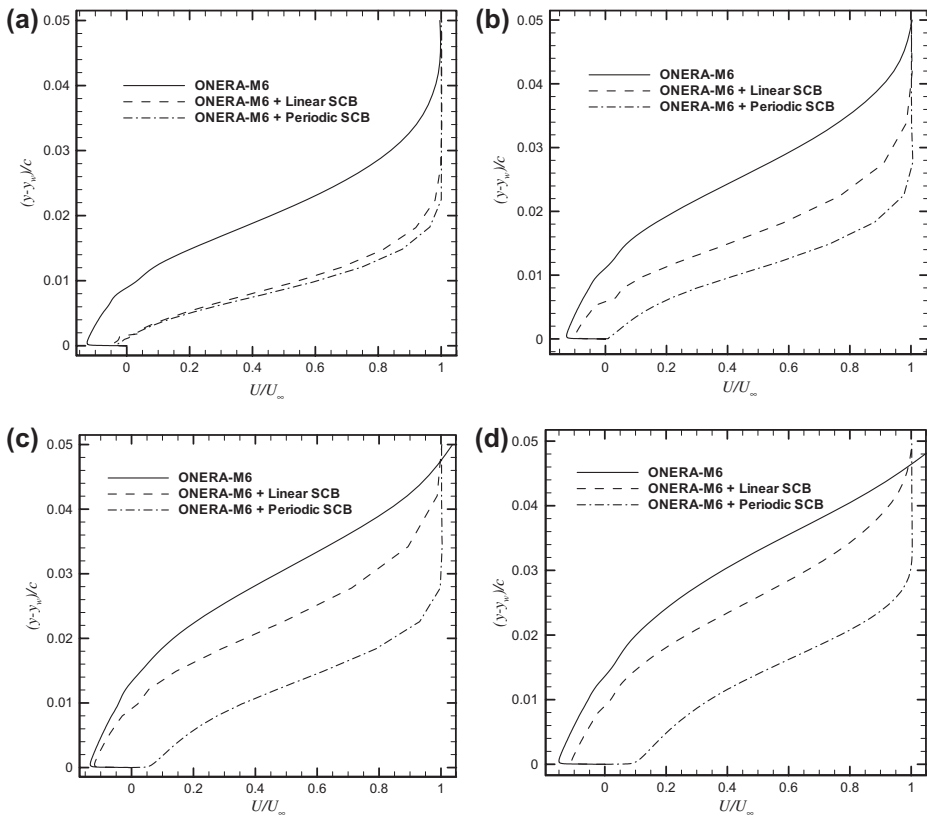 (a)
0.05
0.04
0.03
0.02
0.01
0
(y-y_w)/c
ONERA-M6
ONERA-M6 + Linear SCB
ONERA-M6 + Periodic SCB
0 0.2 0.4 0.6 0.8 1
U/U_∞
(b)
0.05
0.04
0.03
0.02
0.01
0
(y-y_w)/c
ONERA-M6
ONERA-M6 + Linear SCB
ONERA-M6 + Periodic SCB
0 0.2 0.4 0.6 0.8 1
U/U_∞
(c)
0.05
0.04
0.03
0.02
0.01
0
(y-y_w)/c
ONERA-M6
ONERA-M6 + Linear SCB
ONERA-M6 + Periodic SCB
0 0.2 0.4 0.6 0.8 1
U/U_∞
(d)
0.05
0.04
0.03
0.02
0.01
0
(y-y_w)/c
ONERA-M6
ONERA-M6 + Linear SCB
ONERA-M6 + Periodic SCB
0 0.2 0.4 0.6 0.8 1
U/U_∞